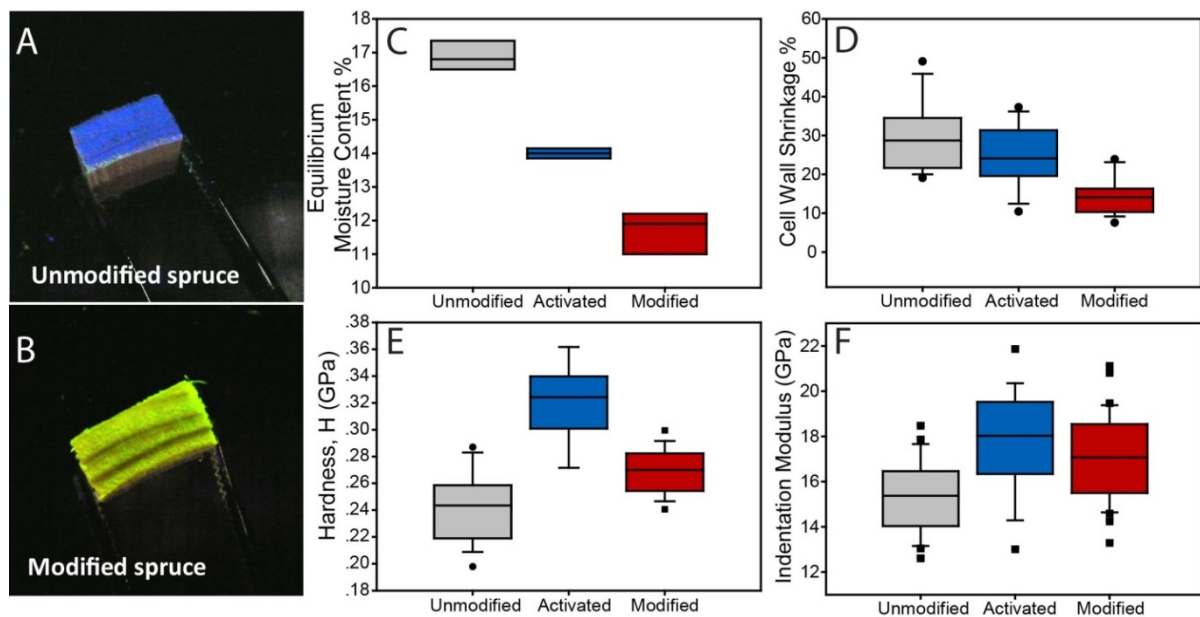 A
Unmodified spruce
B
Modified spruce
C
Equilibrium
Moisture Content %
18
17
16
15
14
13
12
11
10
Unmodified
Activated
Modified
D
Cell Wall Shrinkage %
60
50
40
30
20
10
0
Unmodified
Activated
Modified
E
Hardness, H (GPa)
.38
.36
.34
.32
.30
.28
.26
.24
.22
.20
.18
Unmodified
Activated
Modified
F
Indentation Modulus (GPa)
22
20
18
16
14
12
Unmodified
Activated
Modified